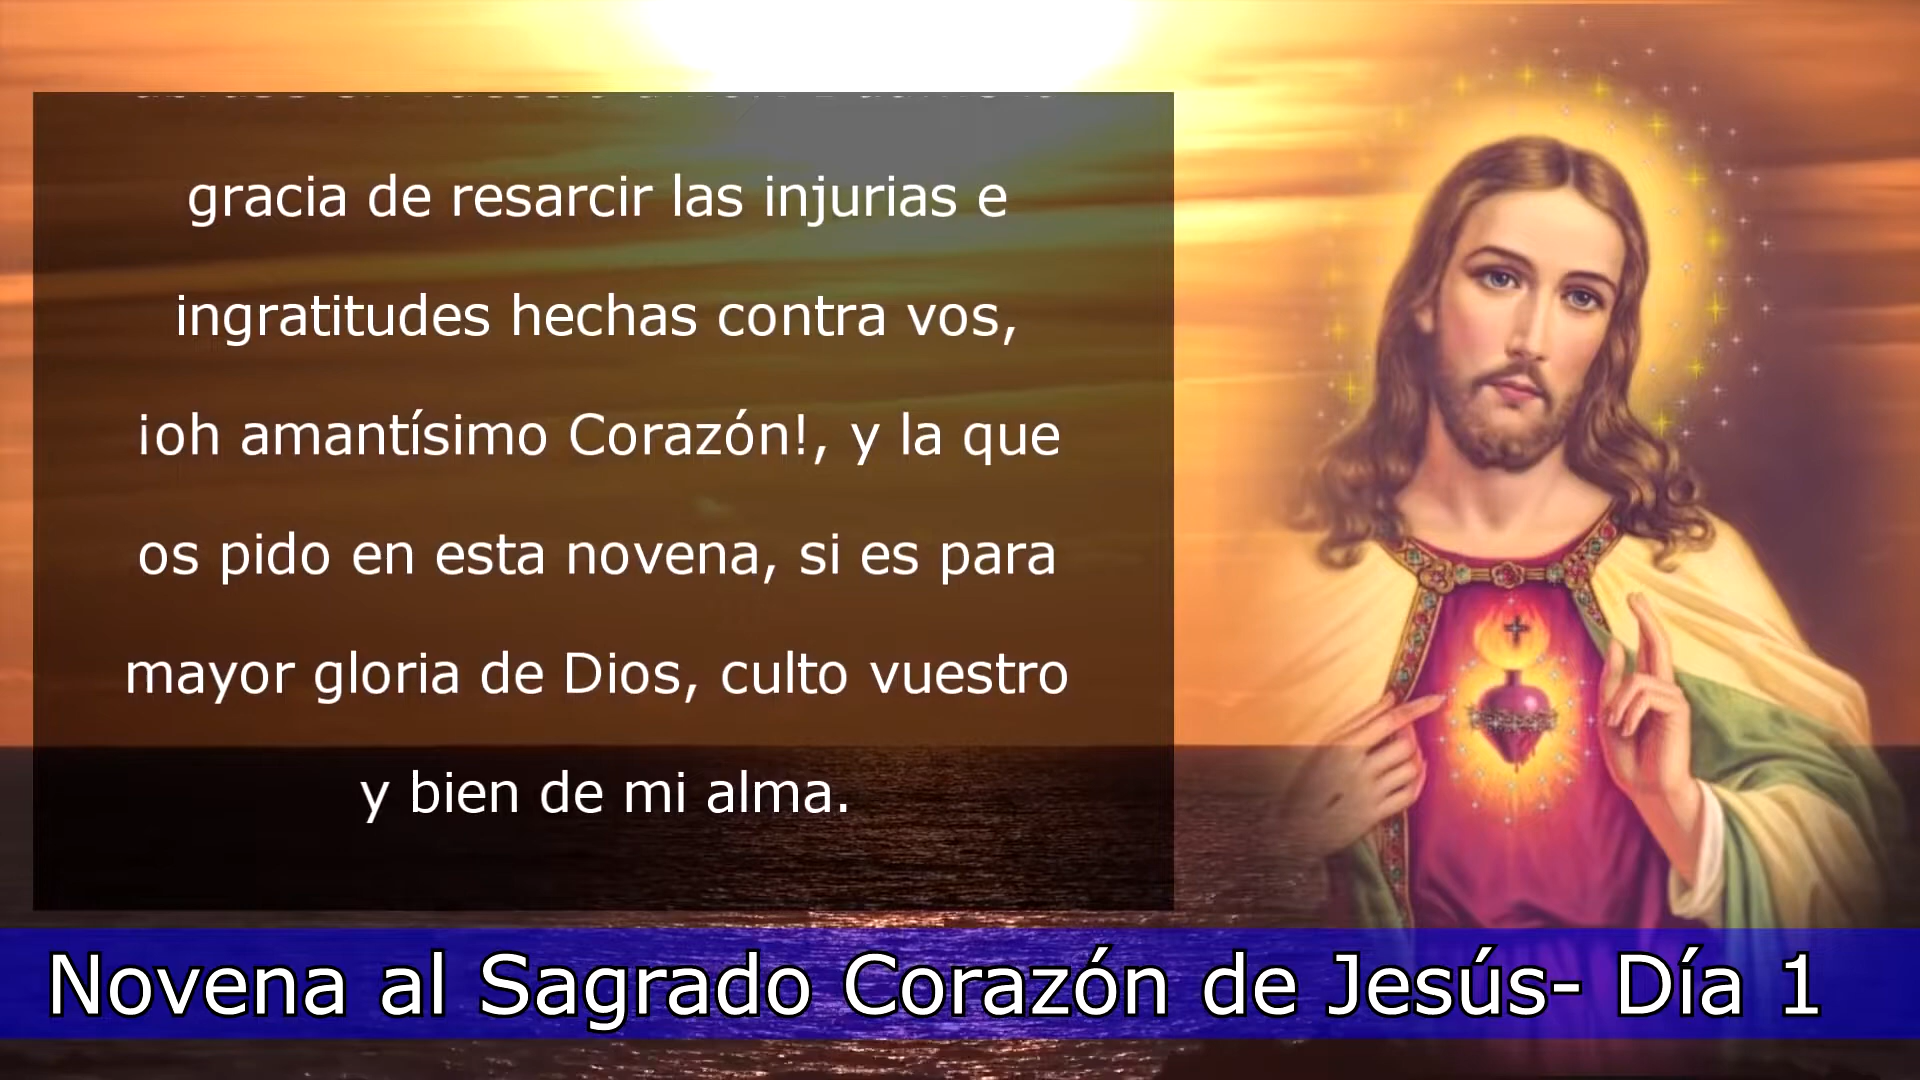 gracia de resarcir las injurias e
ingratitudes hechas contra vos,
¡oh amantísimo Corazón!, y la que
os pido en esta novena, si es para
mayor gloria de Dios, culto vuestro
y bien de mi alma.
Novena al Sagrado Corazón de Jesús- Día 1